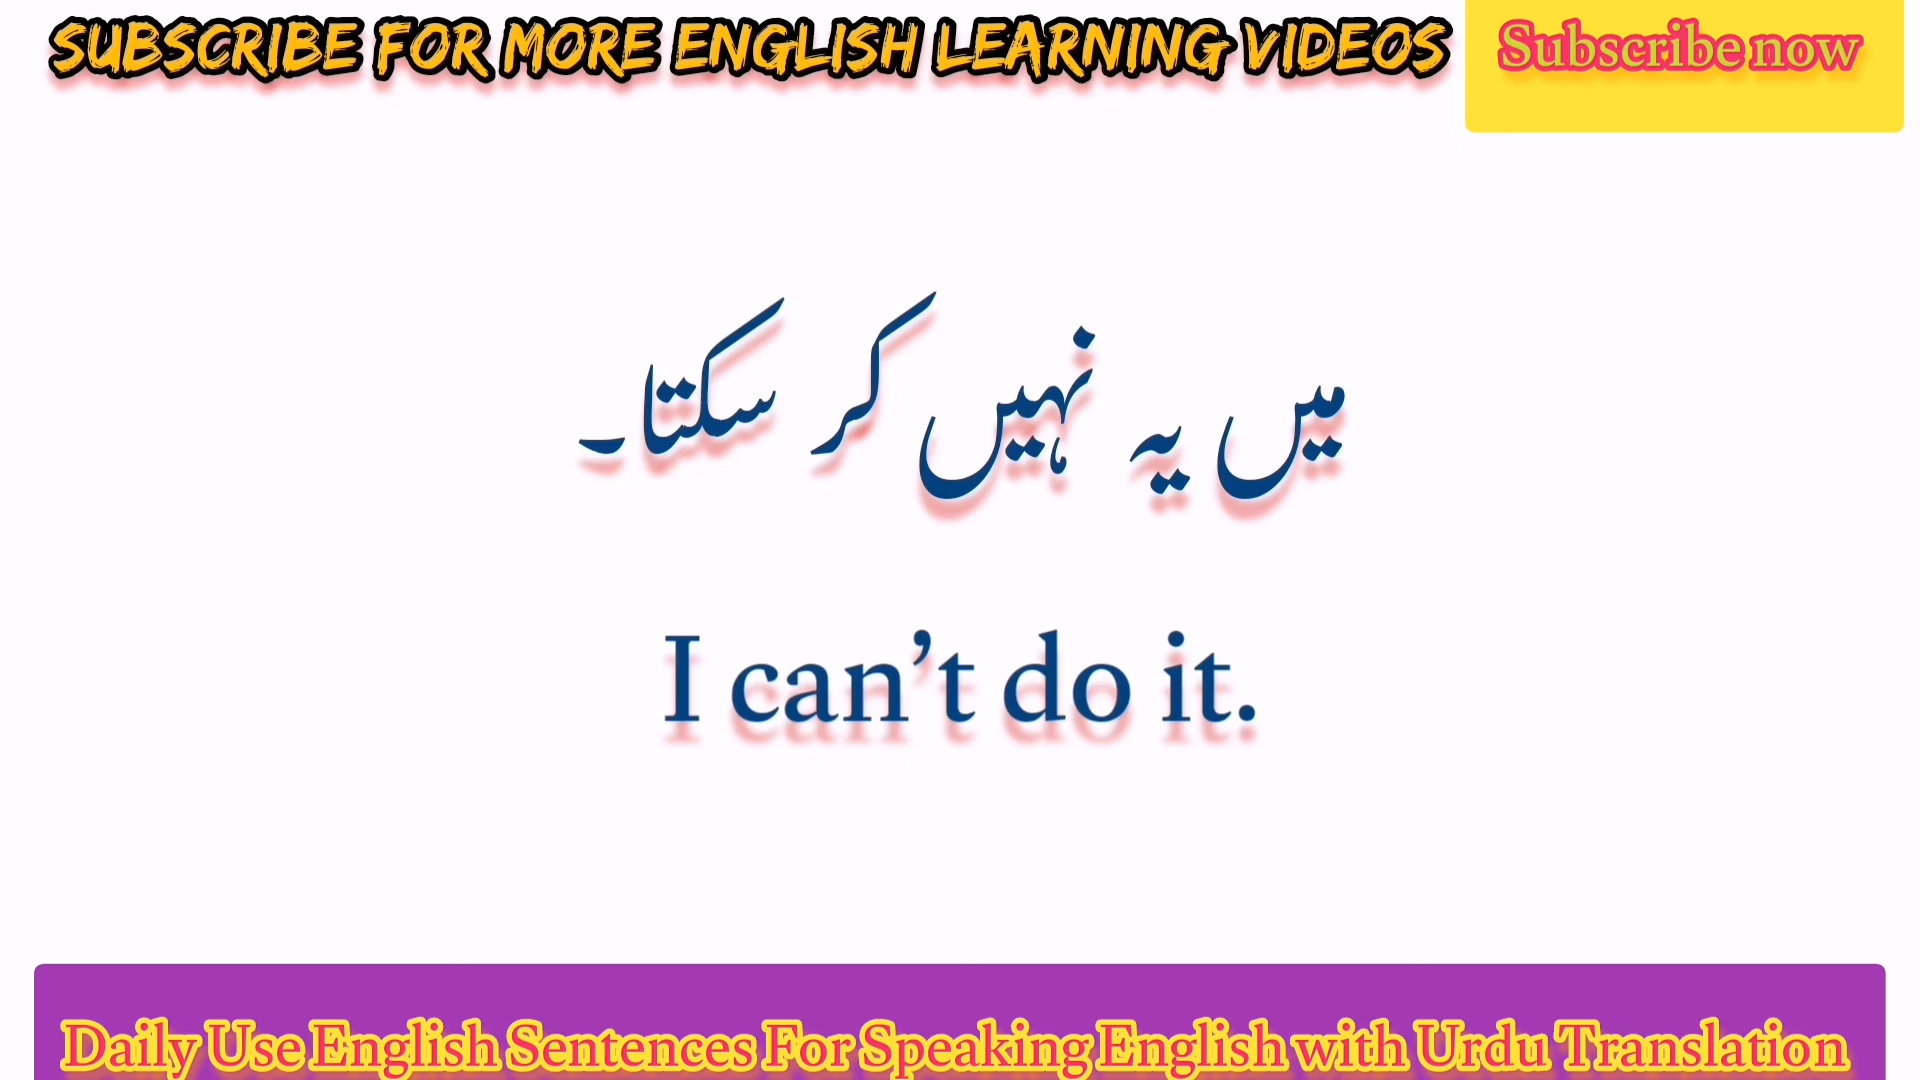 SUBSCRIBE FOR MORE ENGLISH LEARNING VIDEOS
Subscribe now
میں یہ نہیں کر سکتا۔
I can’t do it.
Daily Use English Sentences For Speaking English with Urdu Translation